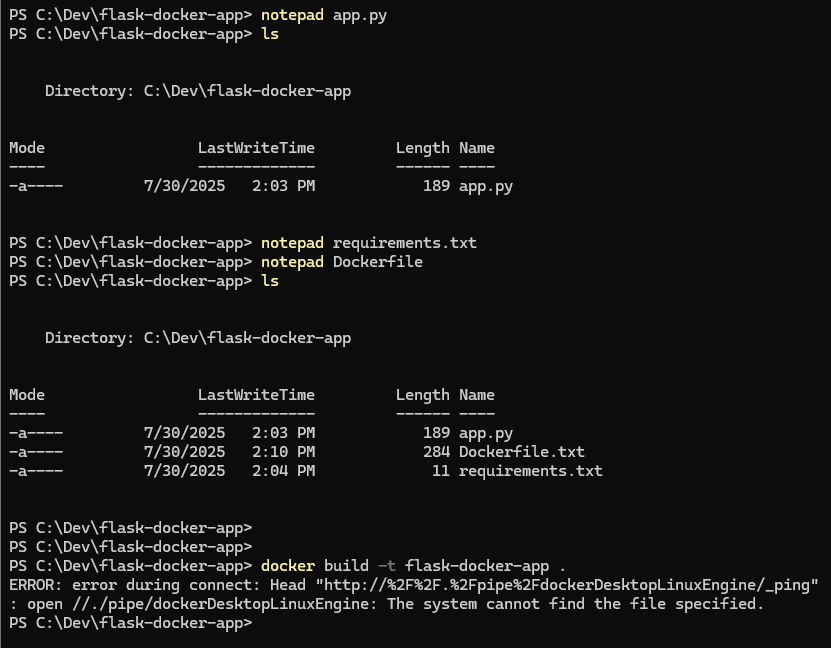 PS C:\Dev\flask-docker-app> notepad app.py
PS C:\Dev\flask-docker-app> ls
Directory: C:\Dev\flask-docker-app
Mode                 LastWriteTime         Length Name
----                 -------------         ------ ----
-a----         7/30/2025   2:03 PM            189 app.py
PS C:\Dev\flask-docker-app> notepad requirements.txt
PS C:\Dev\flask-docker-app> notepad Dockerfile
PS C:\Dev\flask-docker-app> ls
Directory: C:\Dev\flask-docker-app
Mode                 LastWriteTime         Length Name
----                 -------------         ------ ----
-a----         7/30/2025   2:03 PM            189 app.py
-a----         7/30/2025   2:10 PM            284 Dockerfile.txt
-a----         7/30/2025   2:04 PM             11 requirements.txt
PS C:\Dev\flask-docker-app>
PS C:\Dev\flask-docker-app>
PS C:\Dev\flask-docker-app> docker build -t flask-docker-app .
ERROR: error during connect: Head "http://%2F%2F.%2Fpipe%2FdockerDesktopLinuxEngine/_ping"
: open //./pipe/dockerDesktopLinuxEngine: The system cannot find the file specified.
PS C:\Dev\flask-docker-app>